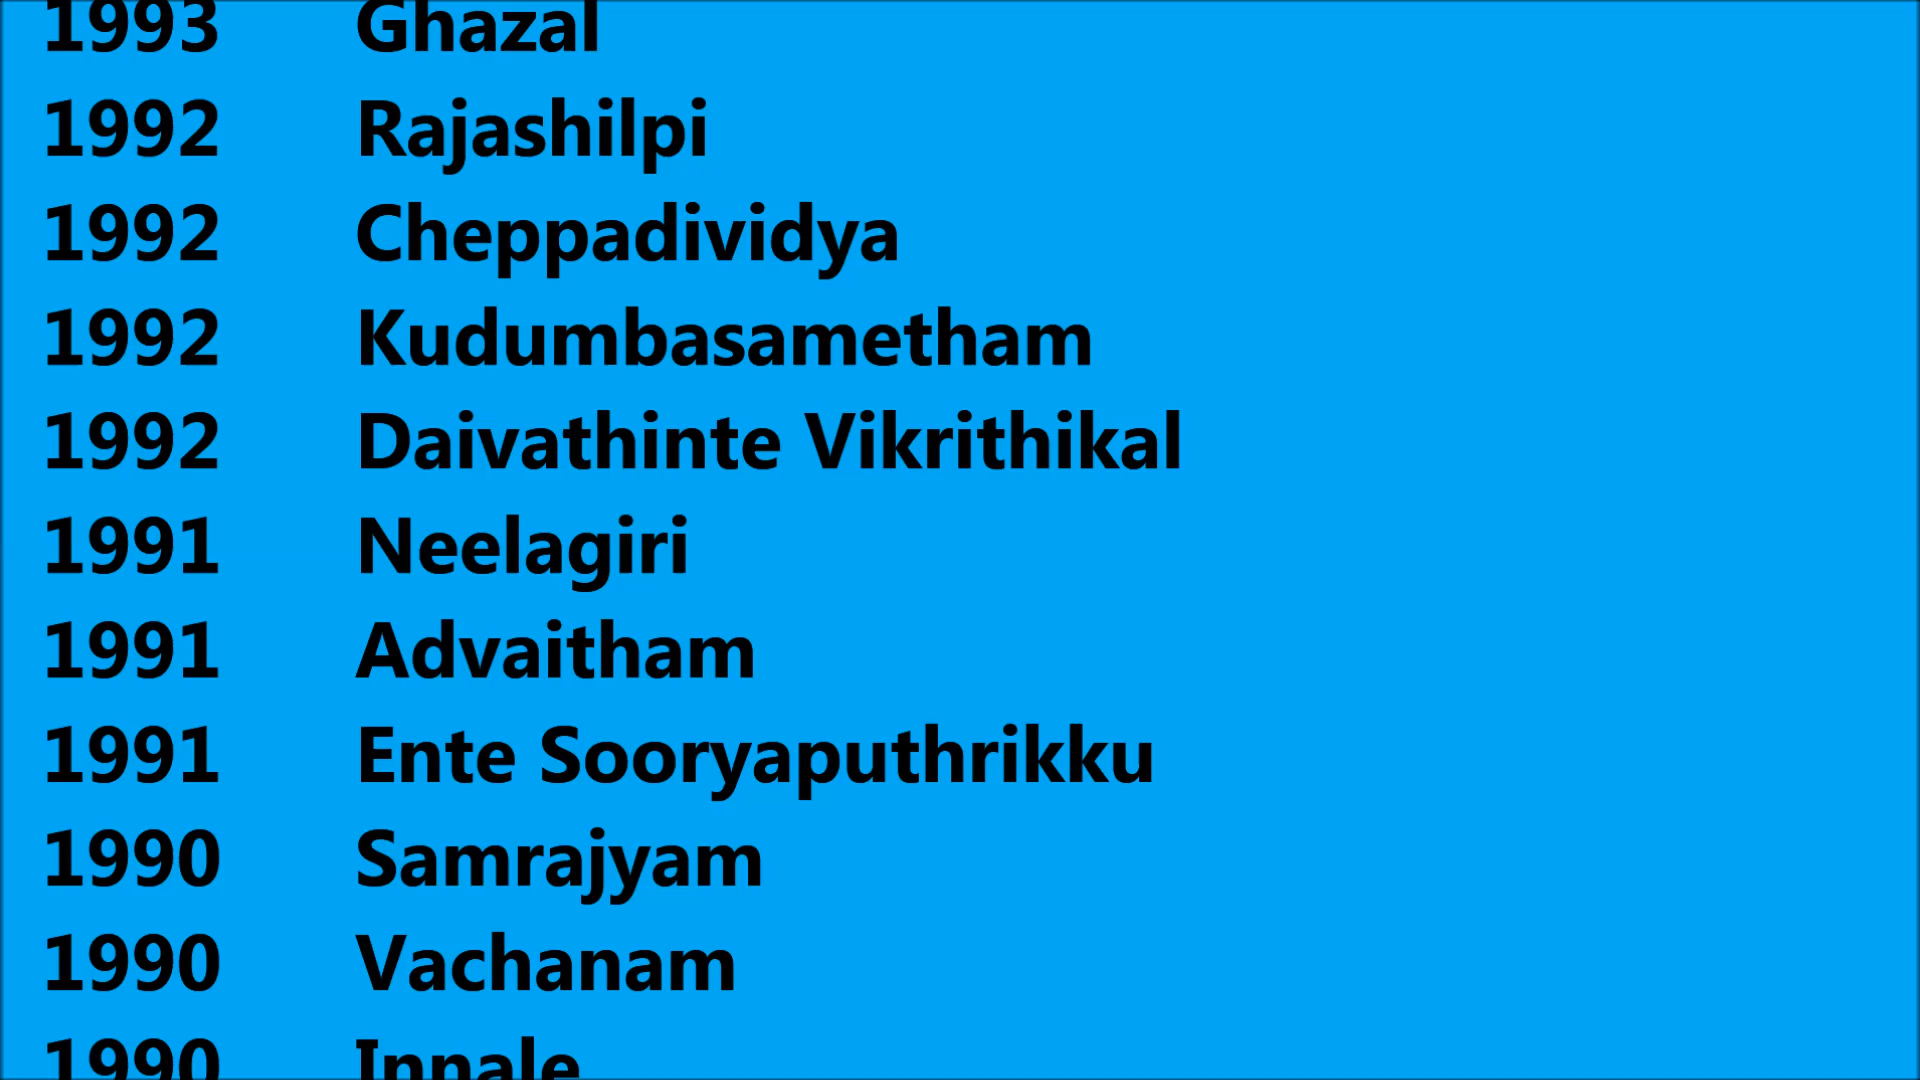 1993 Ghazal
1992 Rajashilpi
1992 Cheppadividya
1992 Kudumbasametham
1992 Daivathinte Vikrithikal
1991 Neelagiri
1991 Advaitham
1991 Ente Sooryaputhrikku
1990 Samrajyam
1990 Vachanam
1990 Innale